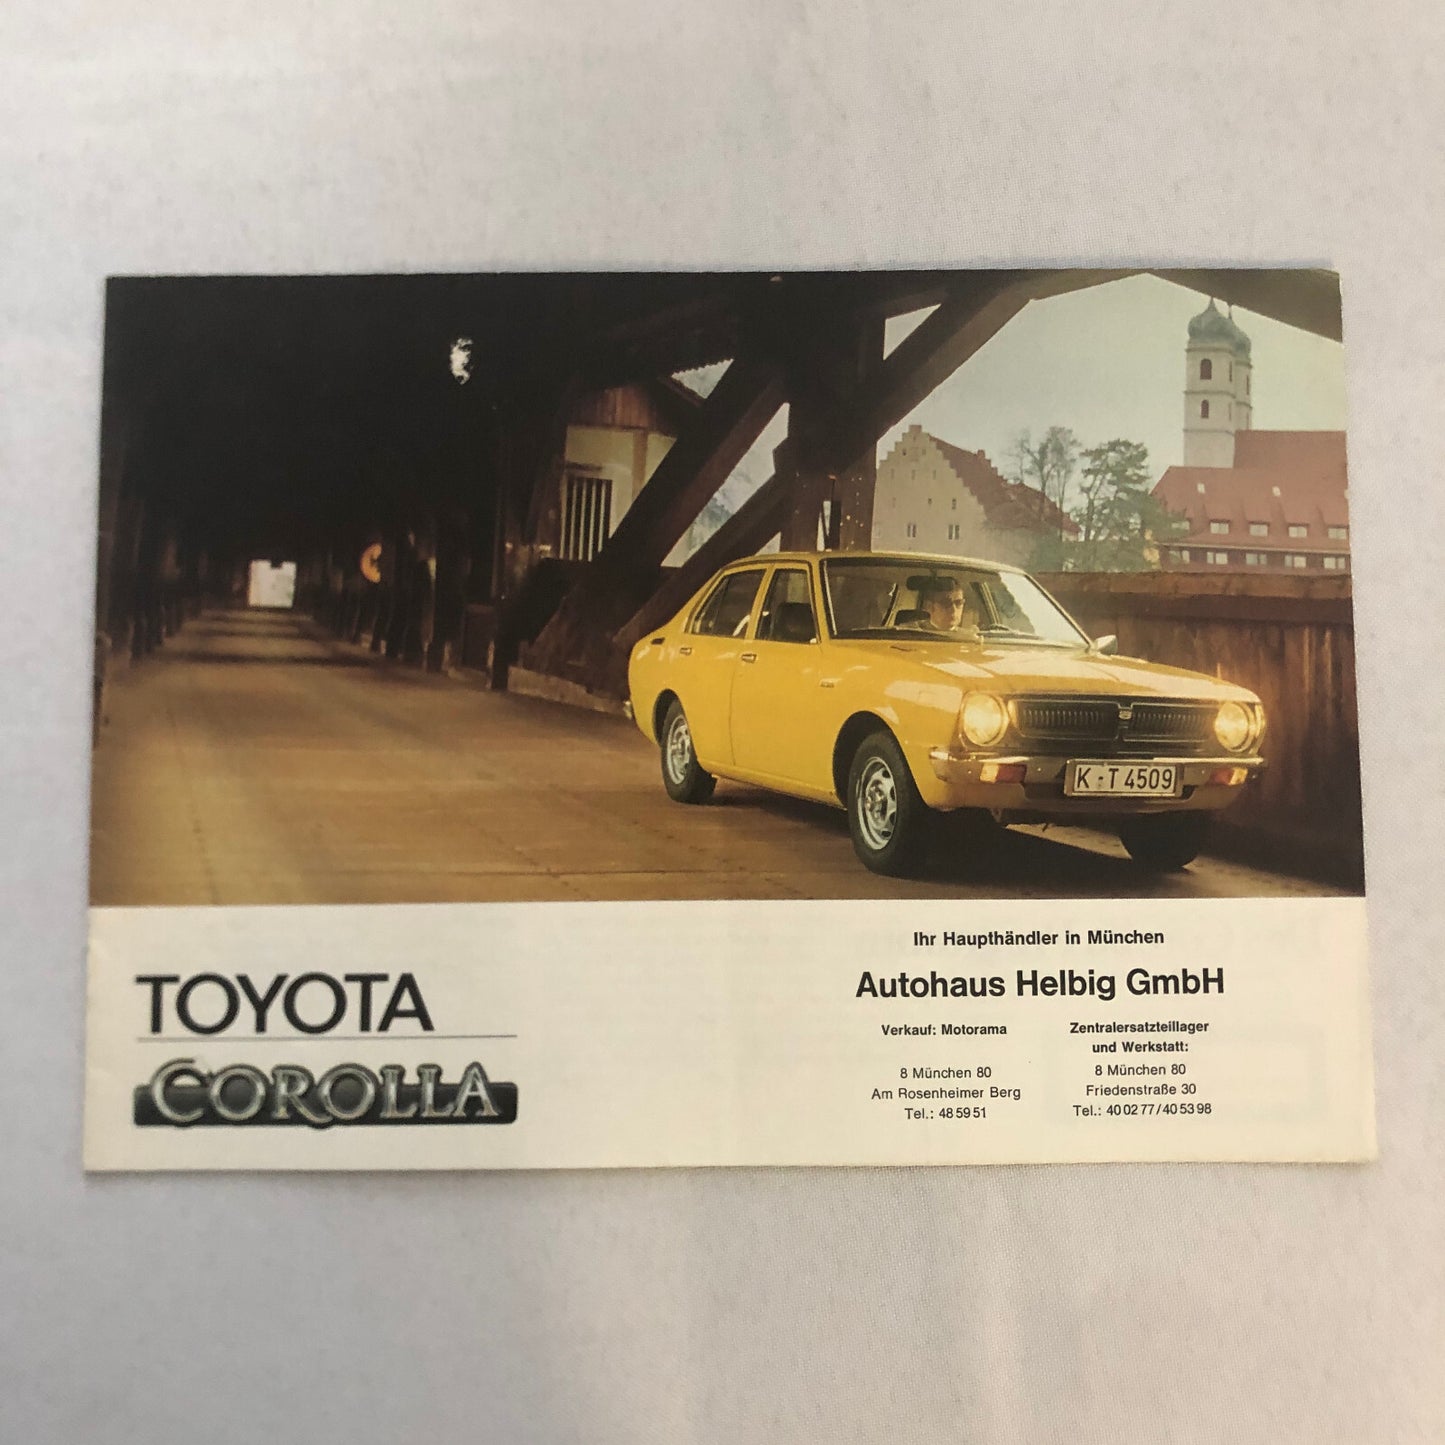 K·T 4509
TOYOTA
COROLLA
Ihr Haupthändler in München
Autohaus Helbig GmbH
Verkauf: Motorama
8 München 80
Am Rosenheimer Berg
Tel.: 48 59 51
Zentralersatzteillager
und Werkstatt:
8 München 80
Friedenstraße 30
Tel.: 40 02 77 / 40 53 98